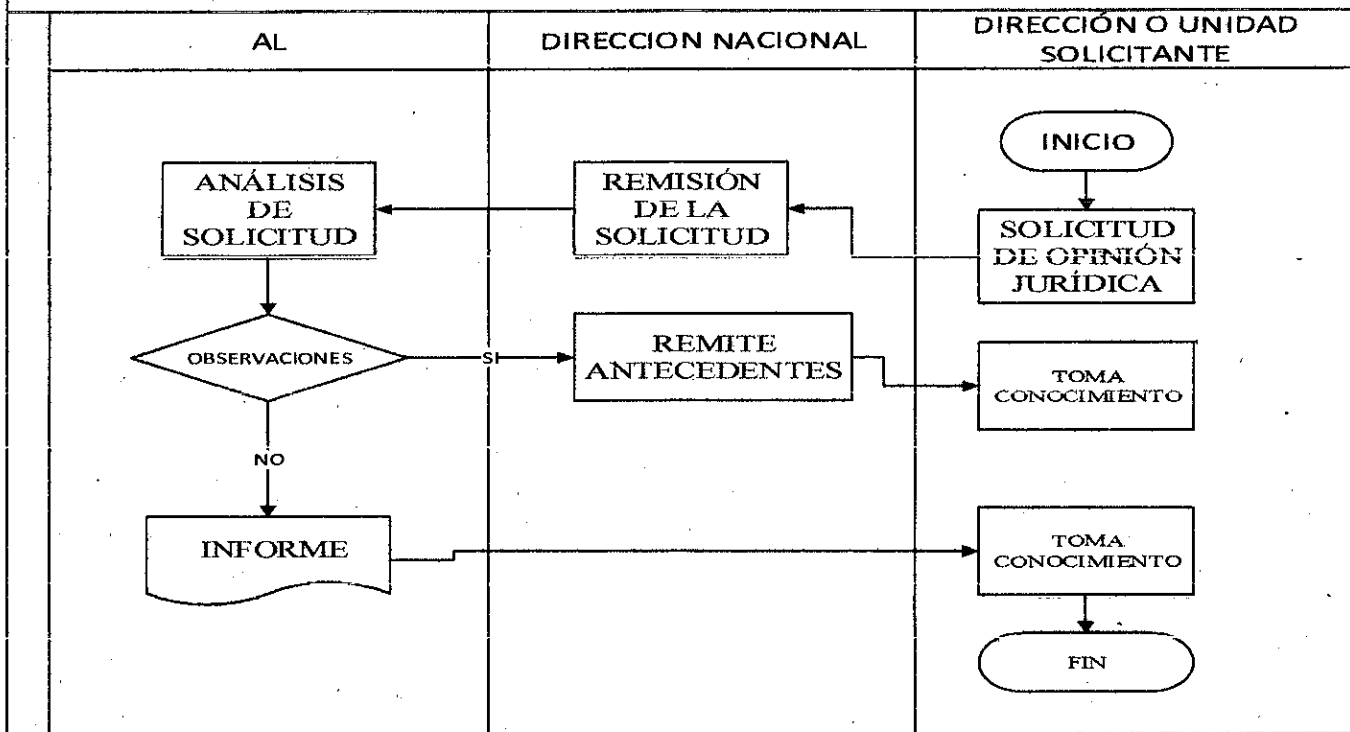 AL
DIRECCION NACIONAL
DIRECCIÓN O UNIDAD
SOLICITANTE
INICIO
ANÁLISIS
DE
SOLICITUD
REMISIÓN
DE LA
SOLICITUD
SOLICITUD
DE OPINIÓN
JURÍDICA
OBSERVACIONES
SI
REMITE
ANTECEDENTES
TOMA
CONOCIMIENTO
NO
INFORME
TOMA
CONOCIMIENTO
FIN